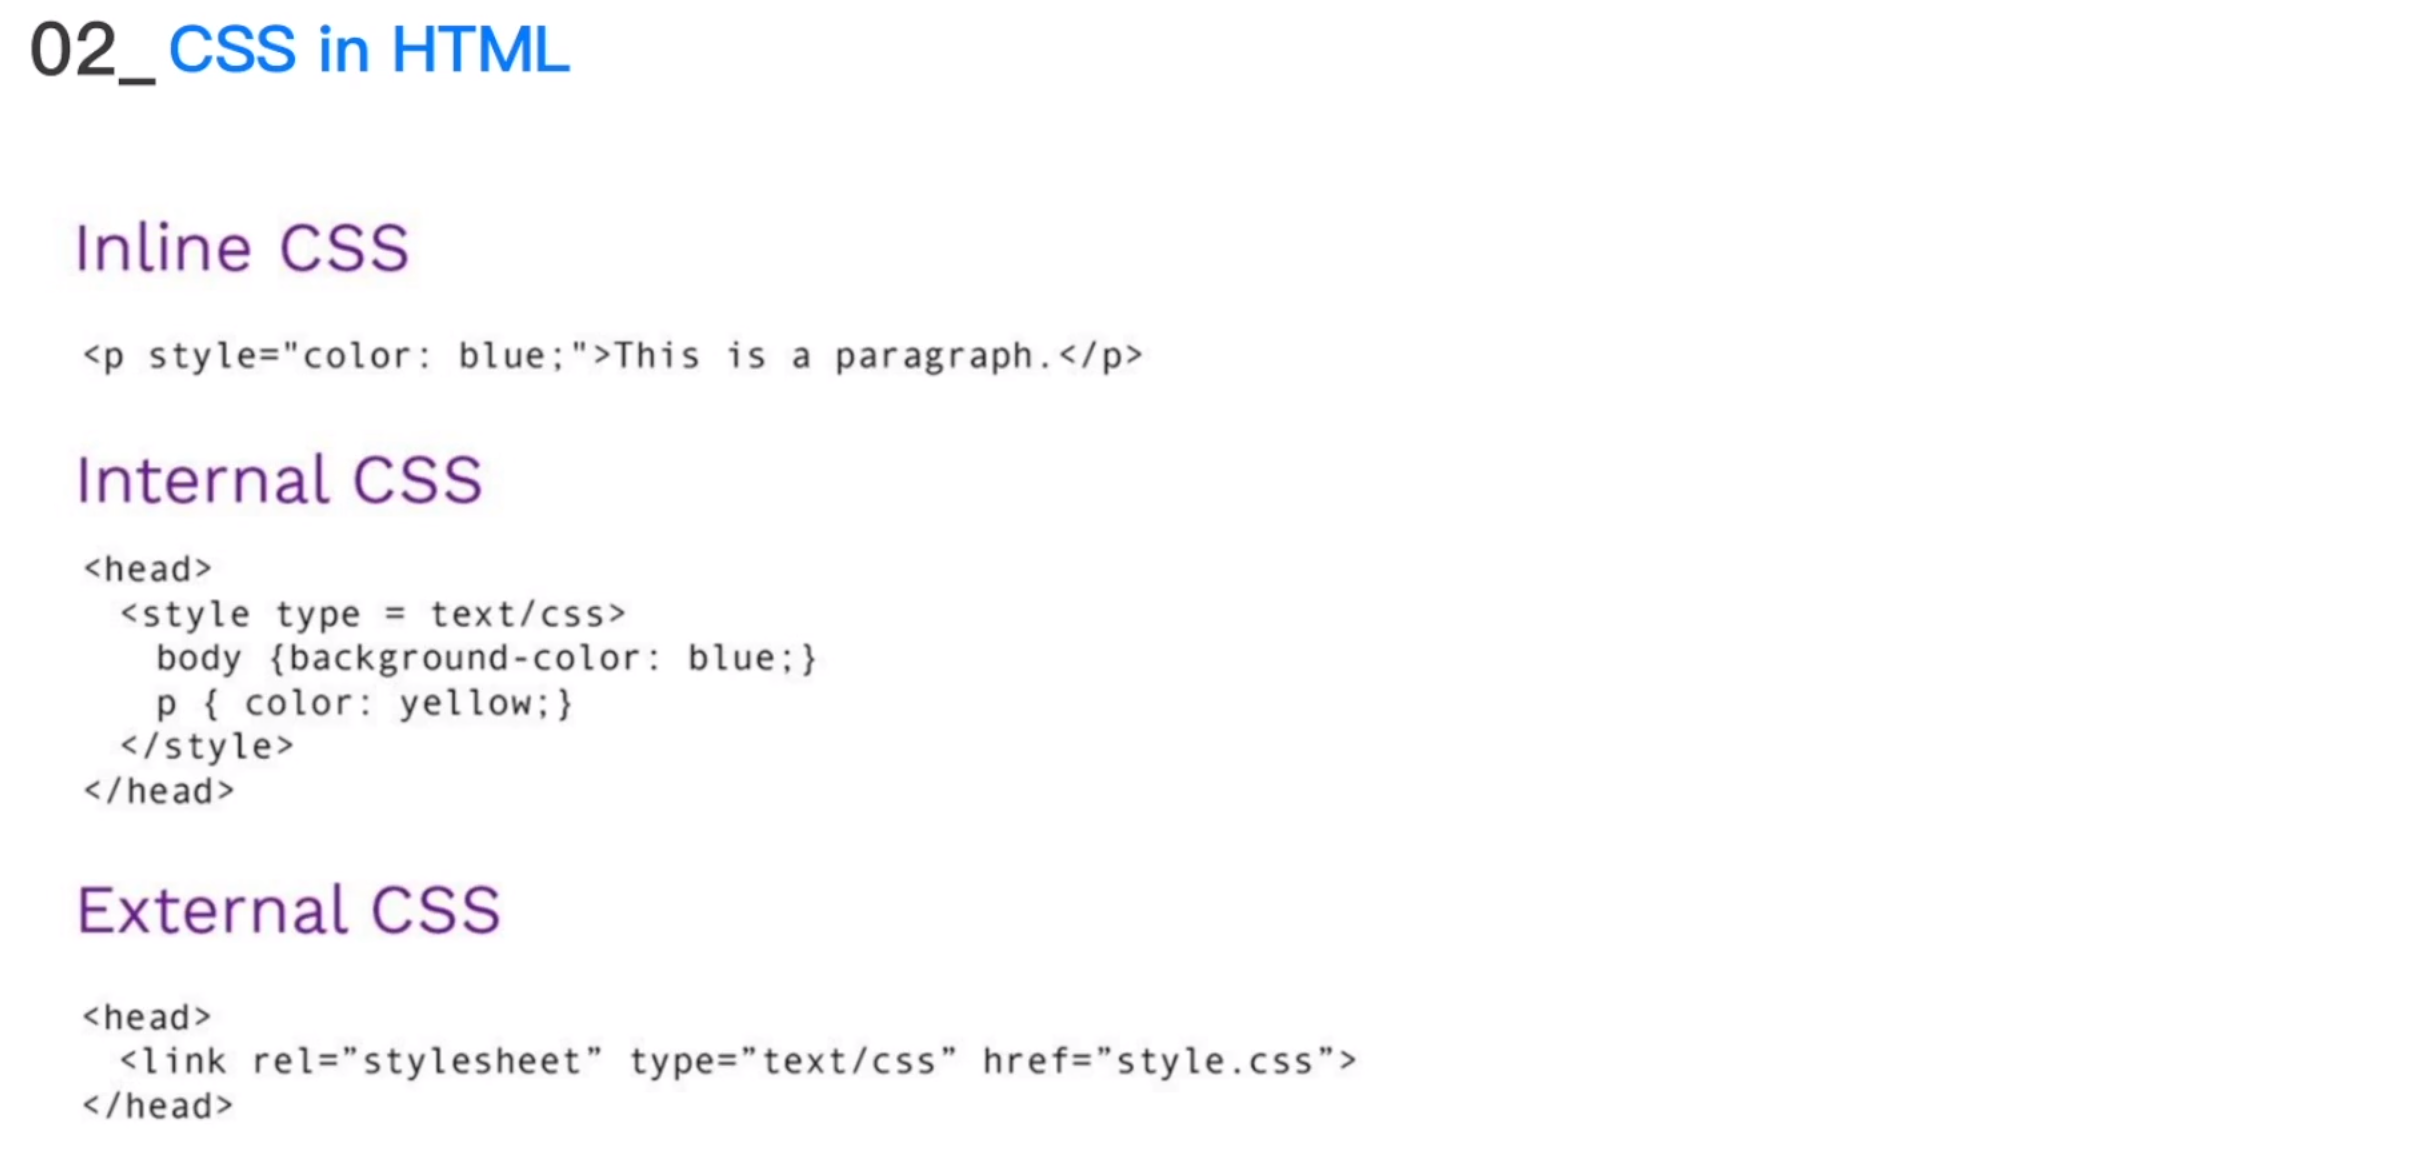 02_ CSS in HTML
Inline CSS
<p style="color: blue;">This is a paragraph.</p>
Internal CSS
<head>
<style type = text/css>
body {background-color: blue;}
p { color: yellow;}
</style>
</head>
External CSS
<head>
<link rel=”stylesheet” type=”text/css” href=”style.css”>
</head>